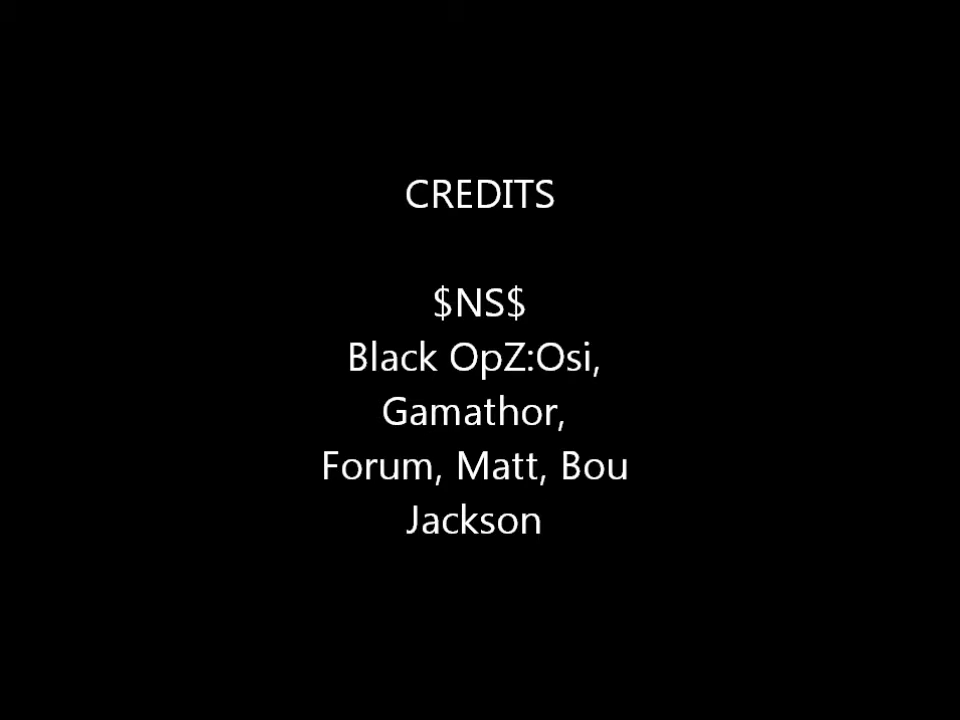 CREDITS
$NS$
Black OpZ:Osi,
Gamathor,
Forum, Matt, Bou
Jackson